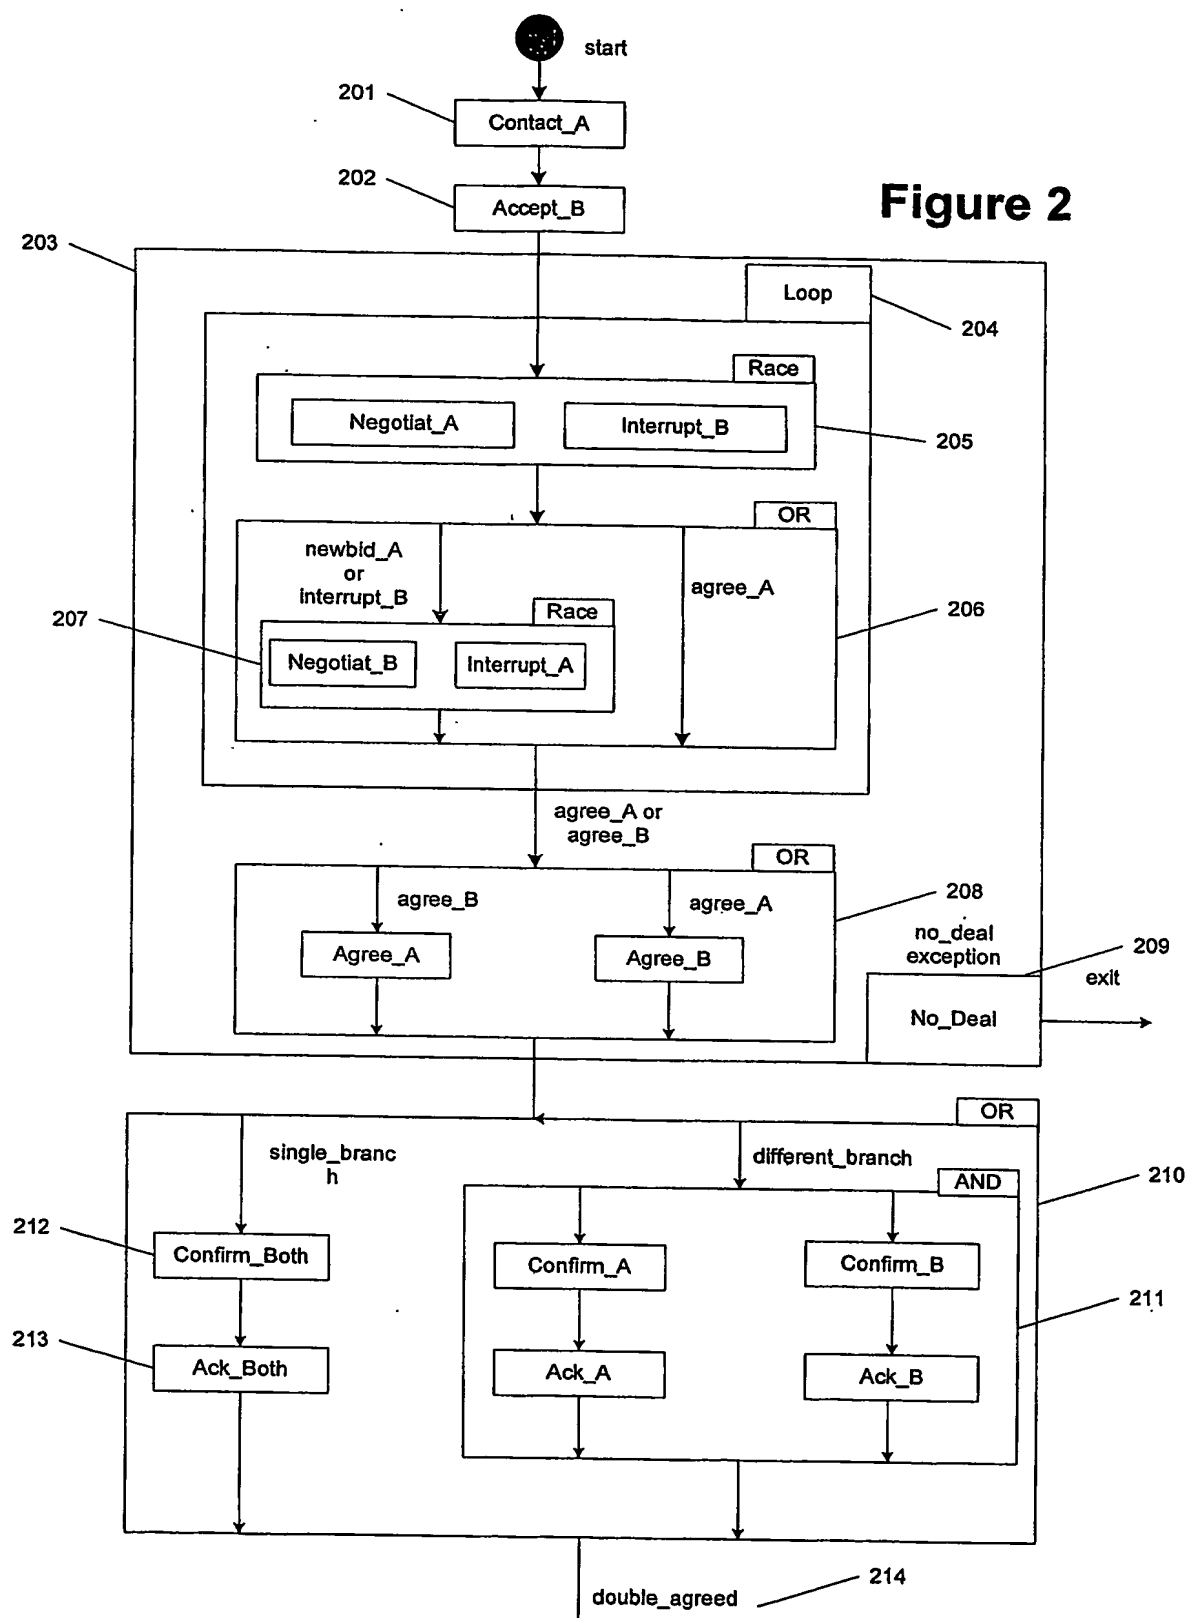 start
201
Contact_A
202
Accept_B
Figure 2
203
Loop
204
Race
Negotiat_A
Interrupt_B
205
OR
newbid_A
or
interrupt_B
agree_A
206
207
Race
Negotiat_B
Interrupt_A
agree_A or
agree_B
OR
agree_B
agree_A
208
Agree_A
Agree_B
no_deal
exception
209
exit
No_Deal
OR
single_branc
h
different_branch
AND
210
212
Confirm_Both
Confirm_A
Confirm_B
211
213
Ack_Both
Ack_A
Ack_B
double_agreed
214